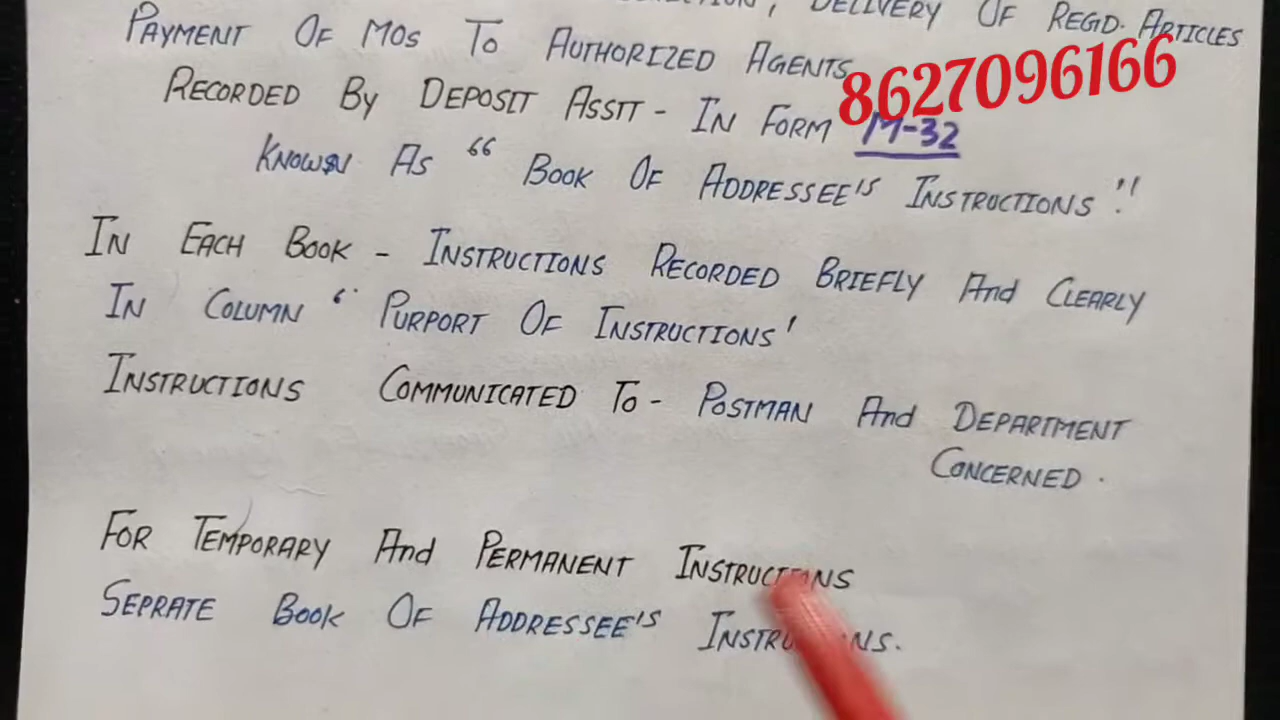 DELIVERY OF REGD. ARTICLES
PAYMENT OF MOS TO AUTHORIZED AGENTS
8627096166
RECORDED BY DEPOSIT ASSTT - IN FORM M-32
KNOWN AS “ BOOK OF ADDRESSEE'S INSTRUCTIONS ".
IN EACH BOOK - INSTRUCTIONS RECORDED BRIEFLY And CLEARLY
IN COLUMN ‘ PURPORT OF INSTRUCTIONS '
INSTRUCTIONS COMMUNICATED TO - POSTMAN And DEPARTMENT
CONCERNED .
FOR TEMPORARY And PERMANENT INSTRUCTIONS
SEPRATE BOOK OF ADDRESSEE'S INSTRUCTIONS.